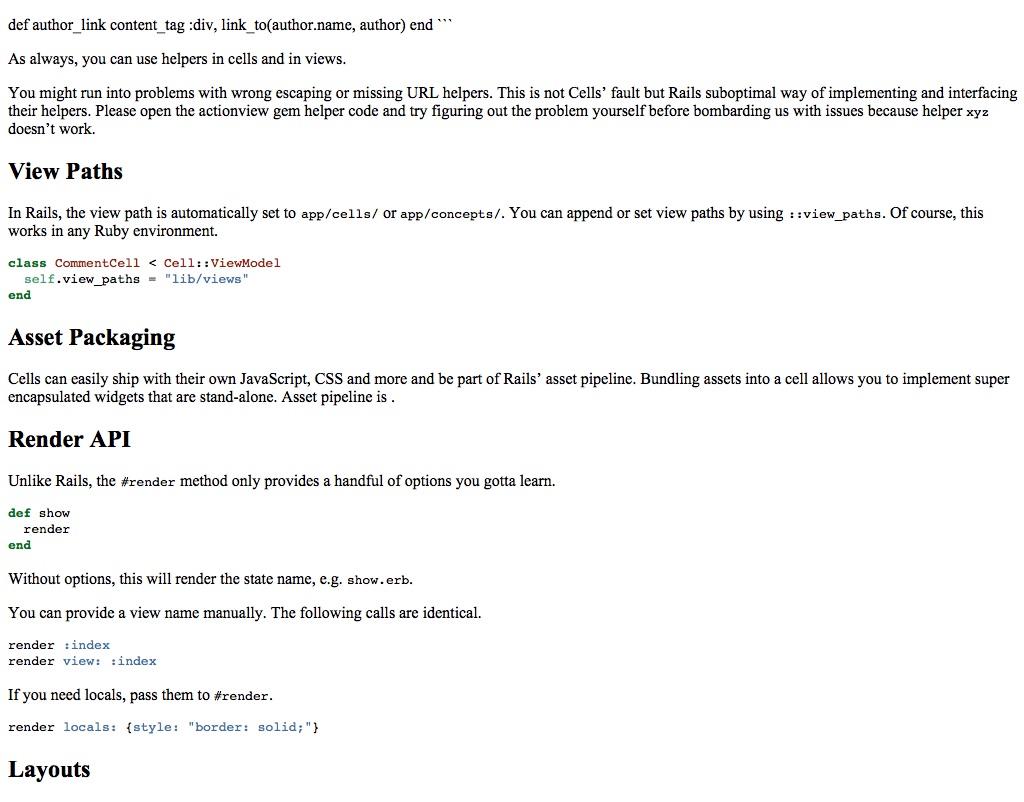 def author_link content_tag :div, link_to(author.name, author) end ```
As always, you can use helpers in cells and in views.
You might run into problems with wrong escaping or missing URL helpers. This is not Cells’ fault but Rails suboptimal way of implementing and interfacing
their helpers. Please open the actionview gem helper code and try figuring out the problem yourself before bombarding us with issues because helper xyz
doesn’t work.
View Paths
In Rails, the view path is automatically set to app/cells/ or app/concepts/. You can append or set view paths by using ::view_paths. Of course, this
works in any Ruby environment.
class CommentCell < Cell::ViewModel
  self.view_paths = "lib/views"
end
Asset Packaging
Cells can easily ship with their own JavaScript, CSS and more and be part of Rails’ asset pipeline. Bundling assets into a cell allows you to implement super
encapsulated widgets that are stand-alone. Asset pipeline is .
Render API
Unlike Rails, the #render method only provides a handful of options you gotta learn.
def show
  render
end
Without options, this will render the state name, e.g. show.erb.
You can provide a view name manually. The following calls are identical.
render :index
render view: :index
If you need locals, pass them to #render.
render locals: {style: "border: solid;"}
Layouts